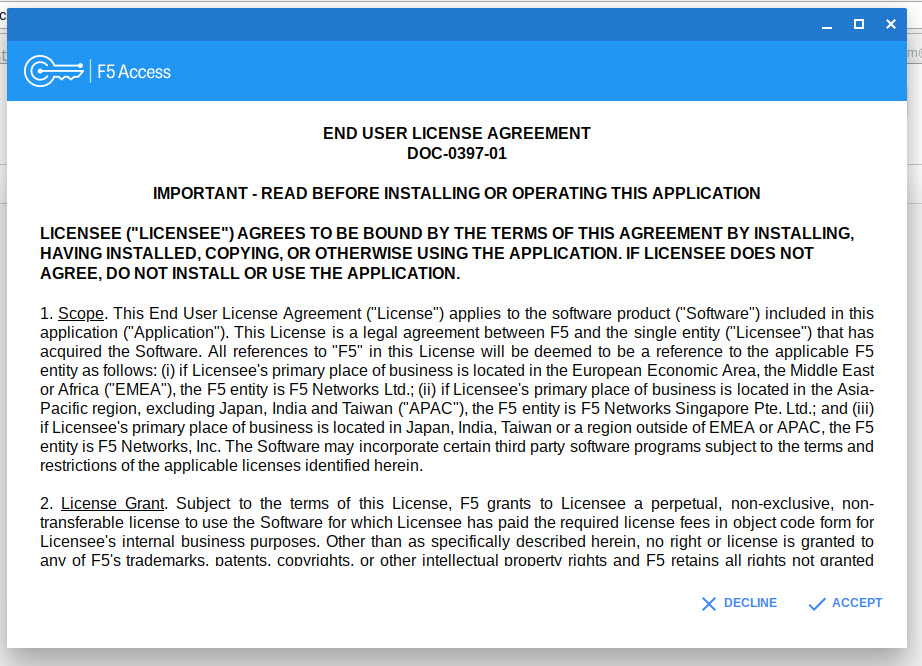 F5 Access
END USER LICENSE AGREEMENT
DOC-0397-01
IMPORTANT - READ BEFORE INSTALLING OR OPERATING THIS APPLICATION
LICENSEE ("LICENSEE") AGREES TO BE BOUND BY THE TERMS OF THIS AGREEMENT BY INSTALLING,
HAVING INSTALLED, COPYING, OR OTHERWISE USING THE APPLICATION. IF LICENSEE DOES NOT
AGREE, DO NOT INSTALL OR USE THE APPLICATION.
1. Scope. This End User License Agreement ("License") applies to the software product ("Software") included in this
application ("Application"). This License is a legal agreement between F5 and the single entity ("Licensee") that has
acquired the Software. All references to "F5" in this License will be deemed to be a reference to the applicable F5
entity as follows: (i) if Licensee's primary place of business is located in the European Economic Area, the Middle East
or Africa ("EMEA"), the F5 entity is F5 Networks Ltd.; (ii) if Licensee's primary place of business is located in the Asia-
Pacific region, excluding Japan, India and Taiwan ("APAC"), the F5 entity is F5 Networks Singapore Pte. Ltd.; and (iii)
if Licensee's primary place of business is located in Japan, India, Taiwan or a region outside of EMEA or APAC, the F5
entity is F5 Networks, Inc. The Software may incorporate certain third party software programs subject to the terms and
restrictions of the applicable licenses identified herein.
2. License Grant. Subject to the terms of this License, F5 grants to Licensee a perpetual, non-exclusive, non-
transferable license to use the Software for which Licensee has paid the required license fees in object code form for
Licensee's internal business purposes. Other than as specifically described herein, no right or license is granted to
any of F5's trademarks, patents, copyrights, or other intellectual property rights and F5 retains all rights not granted
DECLINE
ACCEPT